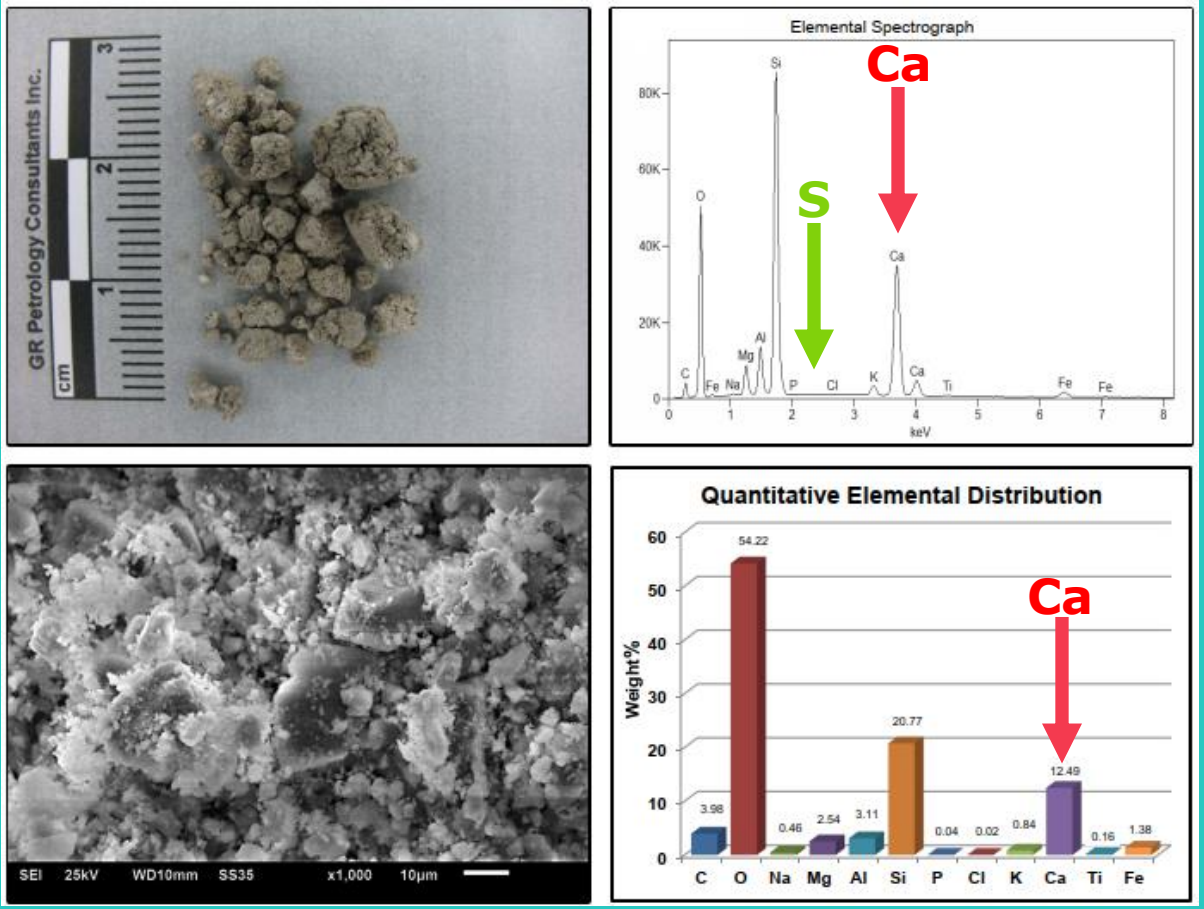 GR Petrology Consultants Inc.
cm
3
2
1
Elemental Spectrograph
80K
60K
40K
20K
0
C
O
Fe
Na
Mg
Al
Si
P
S
Cl
K
Ca
Ca
Ca
Ti
Fe
Fe
0 1 2 3 4 5 6 7 8
keV
SEI 25kV WD10mm SS35 x1,000 10μm
Quantitative Elemental Distribution
Weight%
60
50
40
30
20
10
0
Ca
3.98 54.22 0.46 2.54 3.11 20.77 0.04 0.02 0.84 12.49 0.16 1.38
C O Na Mg Al Si P Cl K Ca Ti Fe